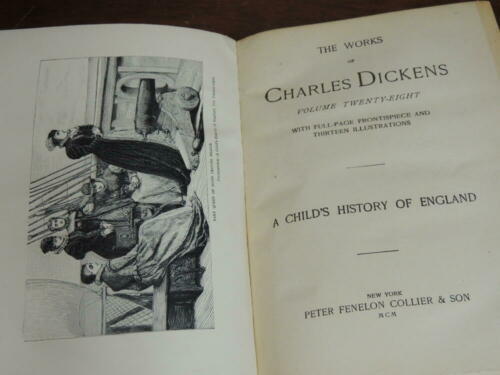 THE WORKS
OF
CHARLES DICKENS
VOLUME TWENTY-EIGHT
WITH FULL-PAGE FRONTISPIECE AND
THIRTEEN ILLUSTRATIONS
A CHILD'S HISTORY OF ENGLAND
NEW YORK
PETER FENELON COLLIER & SON
MCM